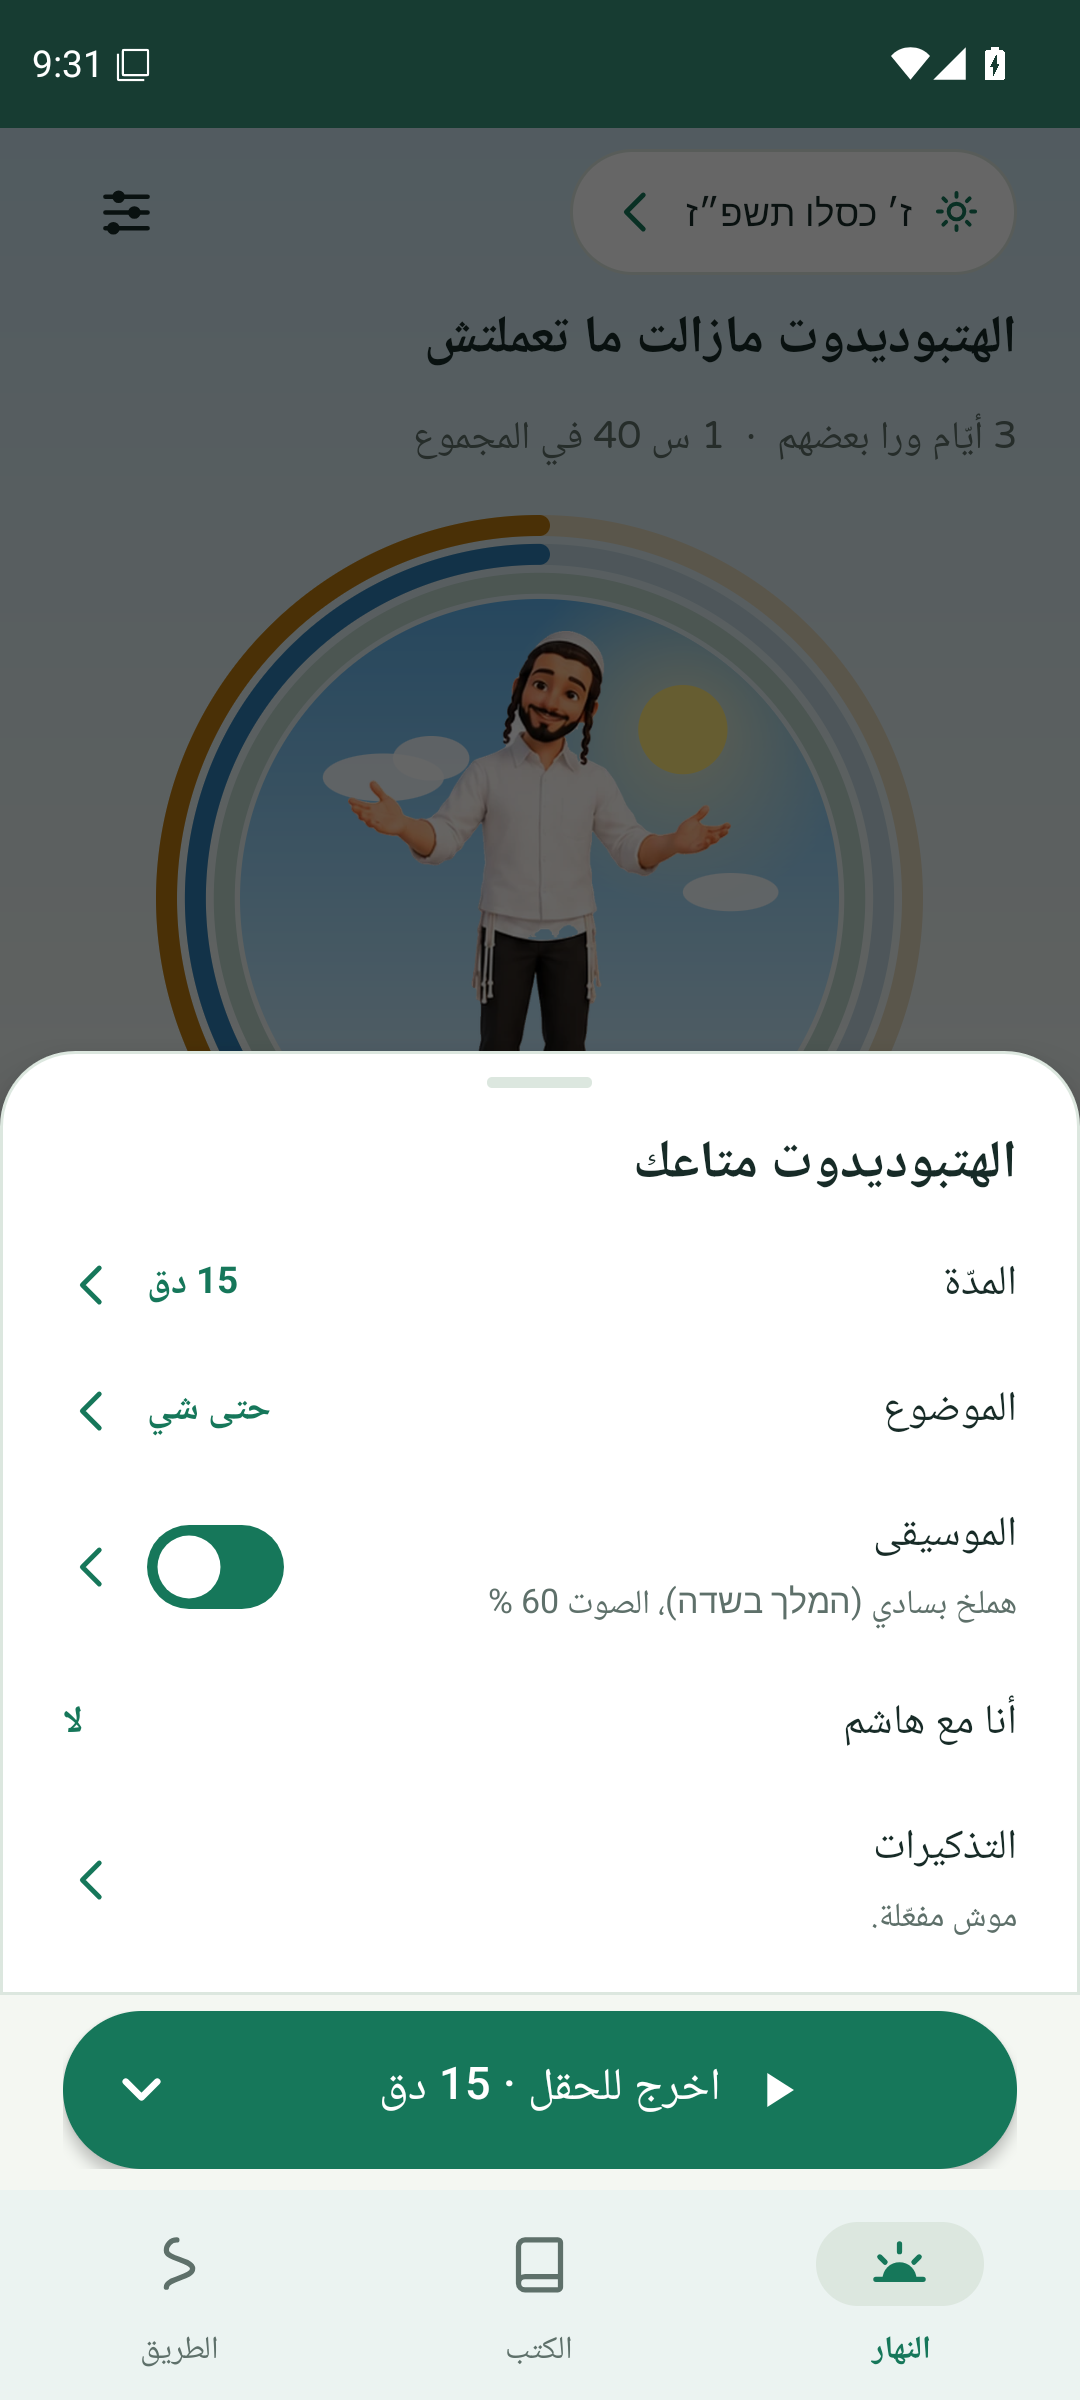 9:31
ז׳ כסלו תשפ״ז
الهتبوديدوت مازالت ما تعملتش
3 أيّام ورا بعضهم · 1 س 40 في المجموع
الهتبوديدوت متاعك
المدّة
15 دق
الموضوع
حتى شي
الموسيقى
هملخ بسادي (המלך בשדה)، الصوت 60 %
أنا مع هاشم
لا
التذكيرات
موش مفعّلة.
اخرج للحقل · 15 دق
النهار
الكتب
الطريق